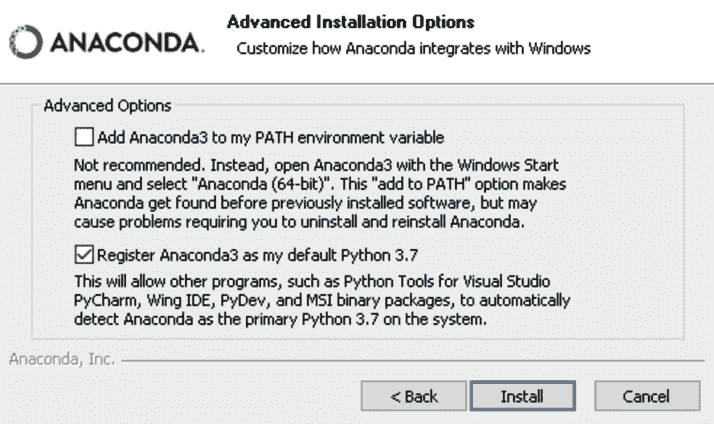 ANACONDA.
Advanced Installation Options
Customize how Anaconda integrates with Windows
Advanced Options
Add Anaconda3 to my PATH environment variable
Not recommended. Instead, open Anaconda3 with the Windows Start
menu and select "Anaconda (64-bit)". This "add to PATH" option makes
Anaconda get found before previously installed software, but may
cause problems requiring you to uninstall and reinstall Anaconda.
Register Anaconda3 as my default Python 3.7
This will allow other programs, such as Python Tools for Visual Studio
PyCharm, Wing IDE, PyDev, and MSI binary packages, to automatically
detect Anaconda as the primary Python 3.7 on the system.
Anaconda, Inc.
< Back
Install
Cancel